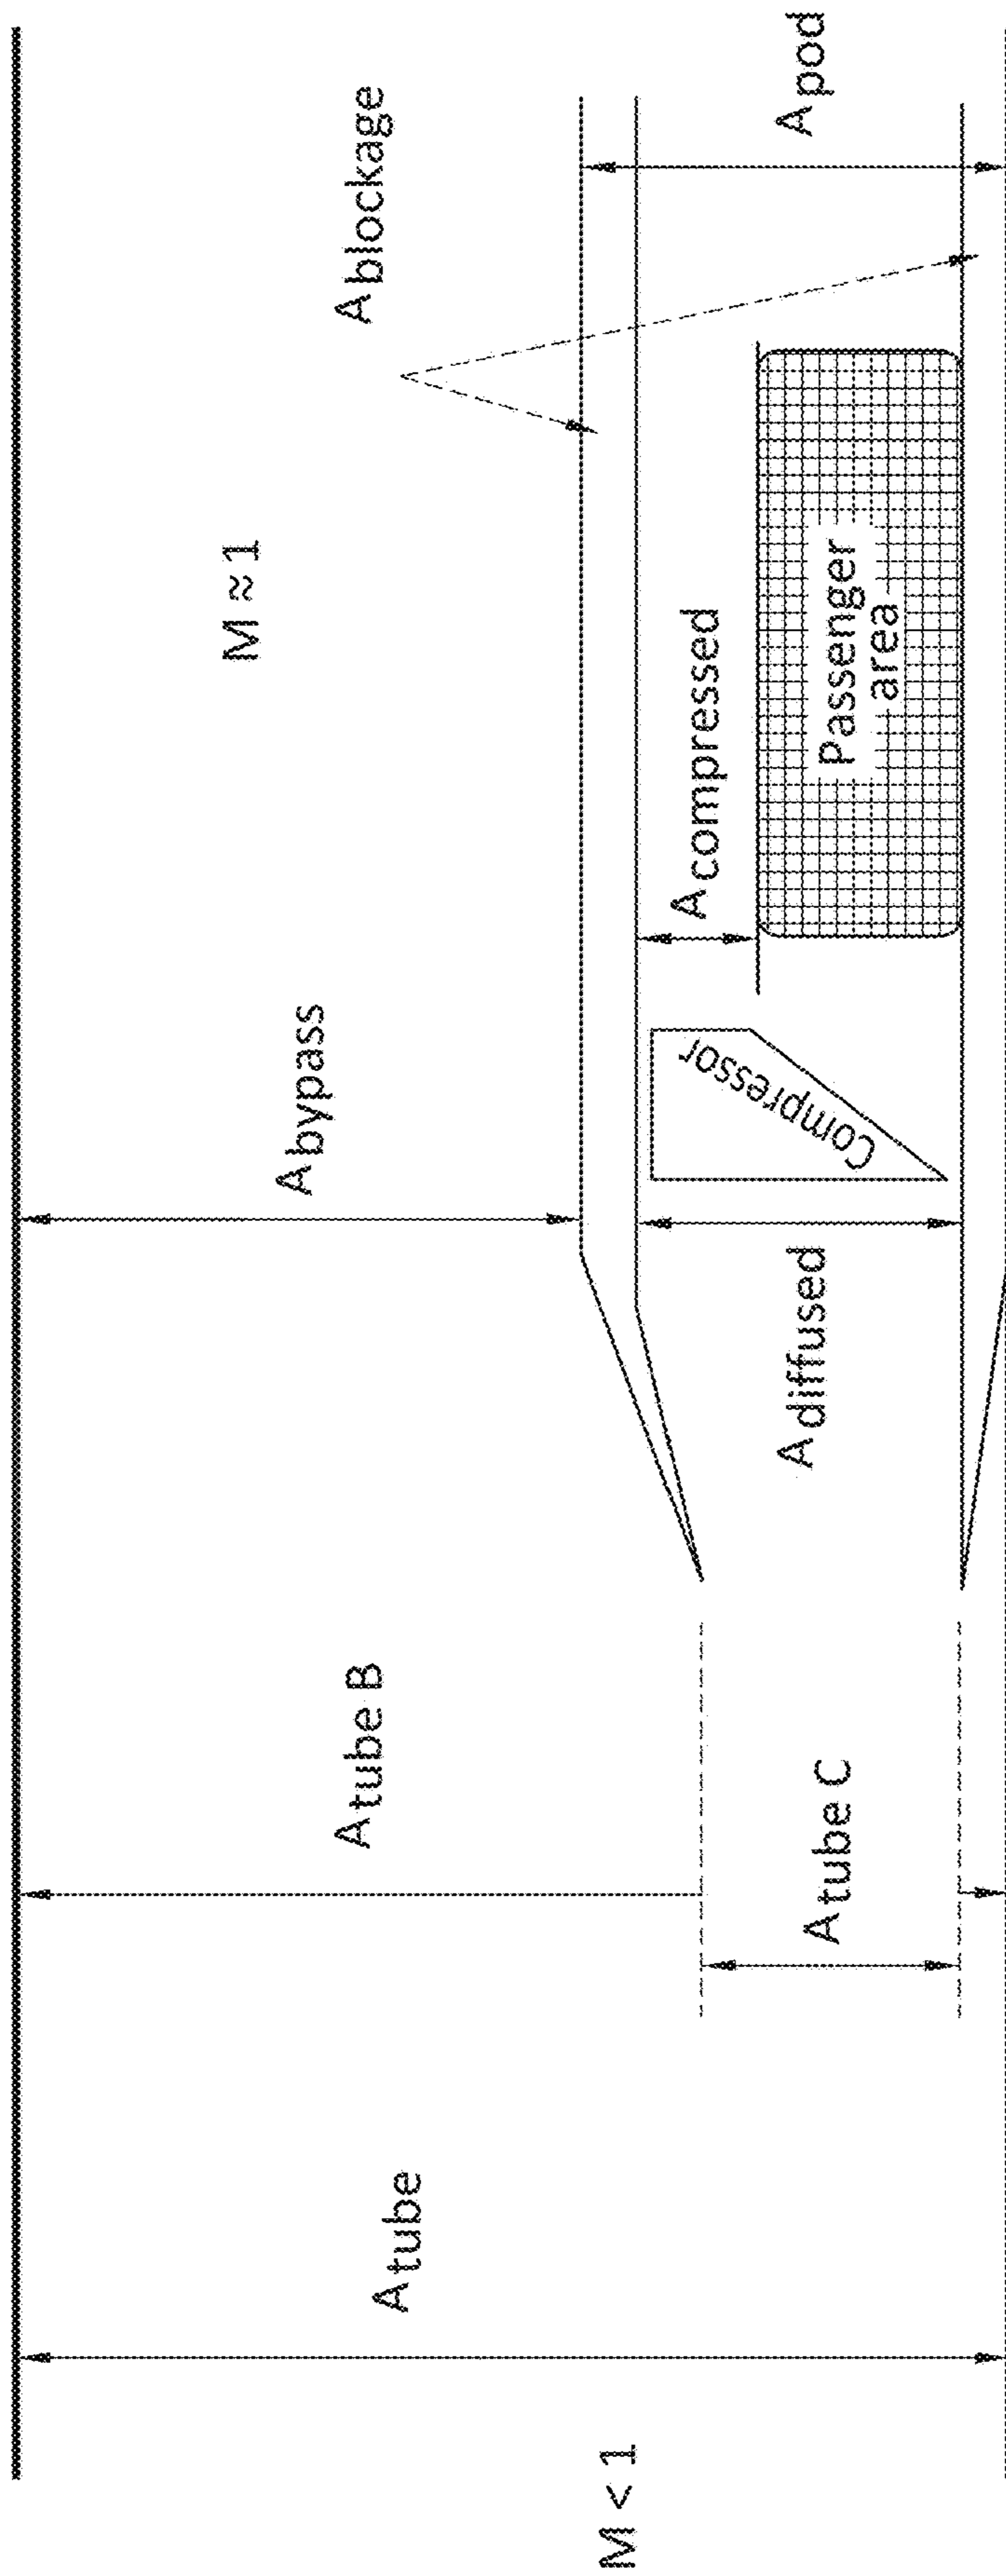 M < 1
A tube
A tube B
A tube C
A bypass
A diffused
Compressor
A compressed
Passenger
area
M ≈ 1
A blockage
A pod